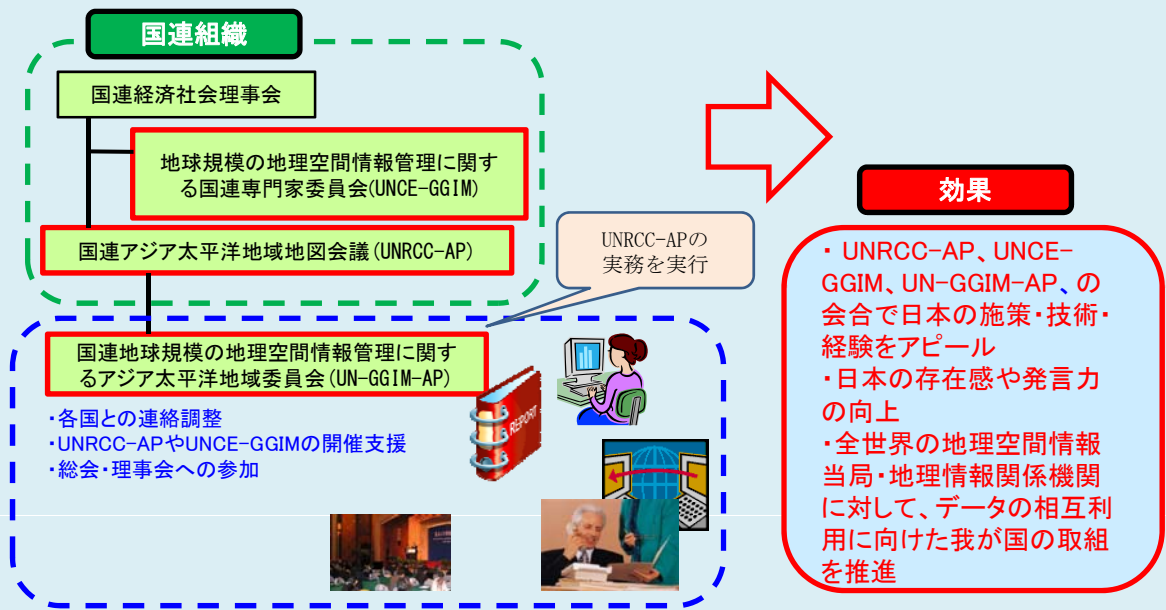 国連組織
国連経済社会理事会
地球規模の地理空間情報管理に関す
る国連専門家委員会(UNCE-GGIM)
国連アジア太平洋地域地図会議(UNRCC-AP)
UNRCC-APの
実務を実行
国連地球規模の地理空間情報管理に関す
るアジア太平洋地域委員会(UN-GGIM-AP)
・各国との連絡調整
・UNRCC-APやUNCE-GGIMの開催支援
・総会・理事会への参加
REPORT
効果
・ UNRCC-AP、UNCE-
GGIM、UN-GGIM-AP、の
会合で日本の施策・技術・
経験をアピール
・日本の存在感や発言力
の向上
・全世界の地理空間情報
当局・地理情報関係機関
に対して、データの相互利
用に向けた我が国の取組
を推進